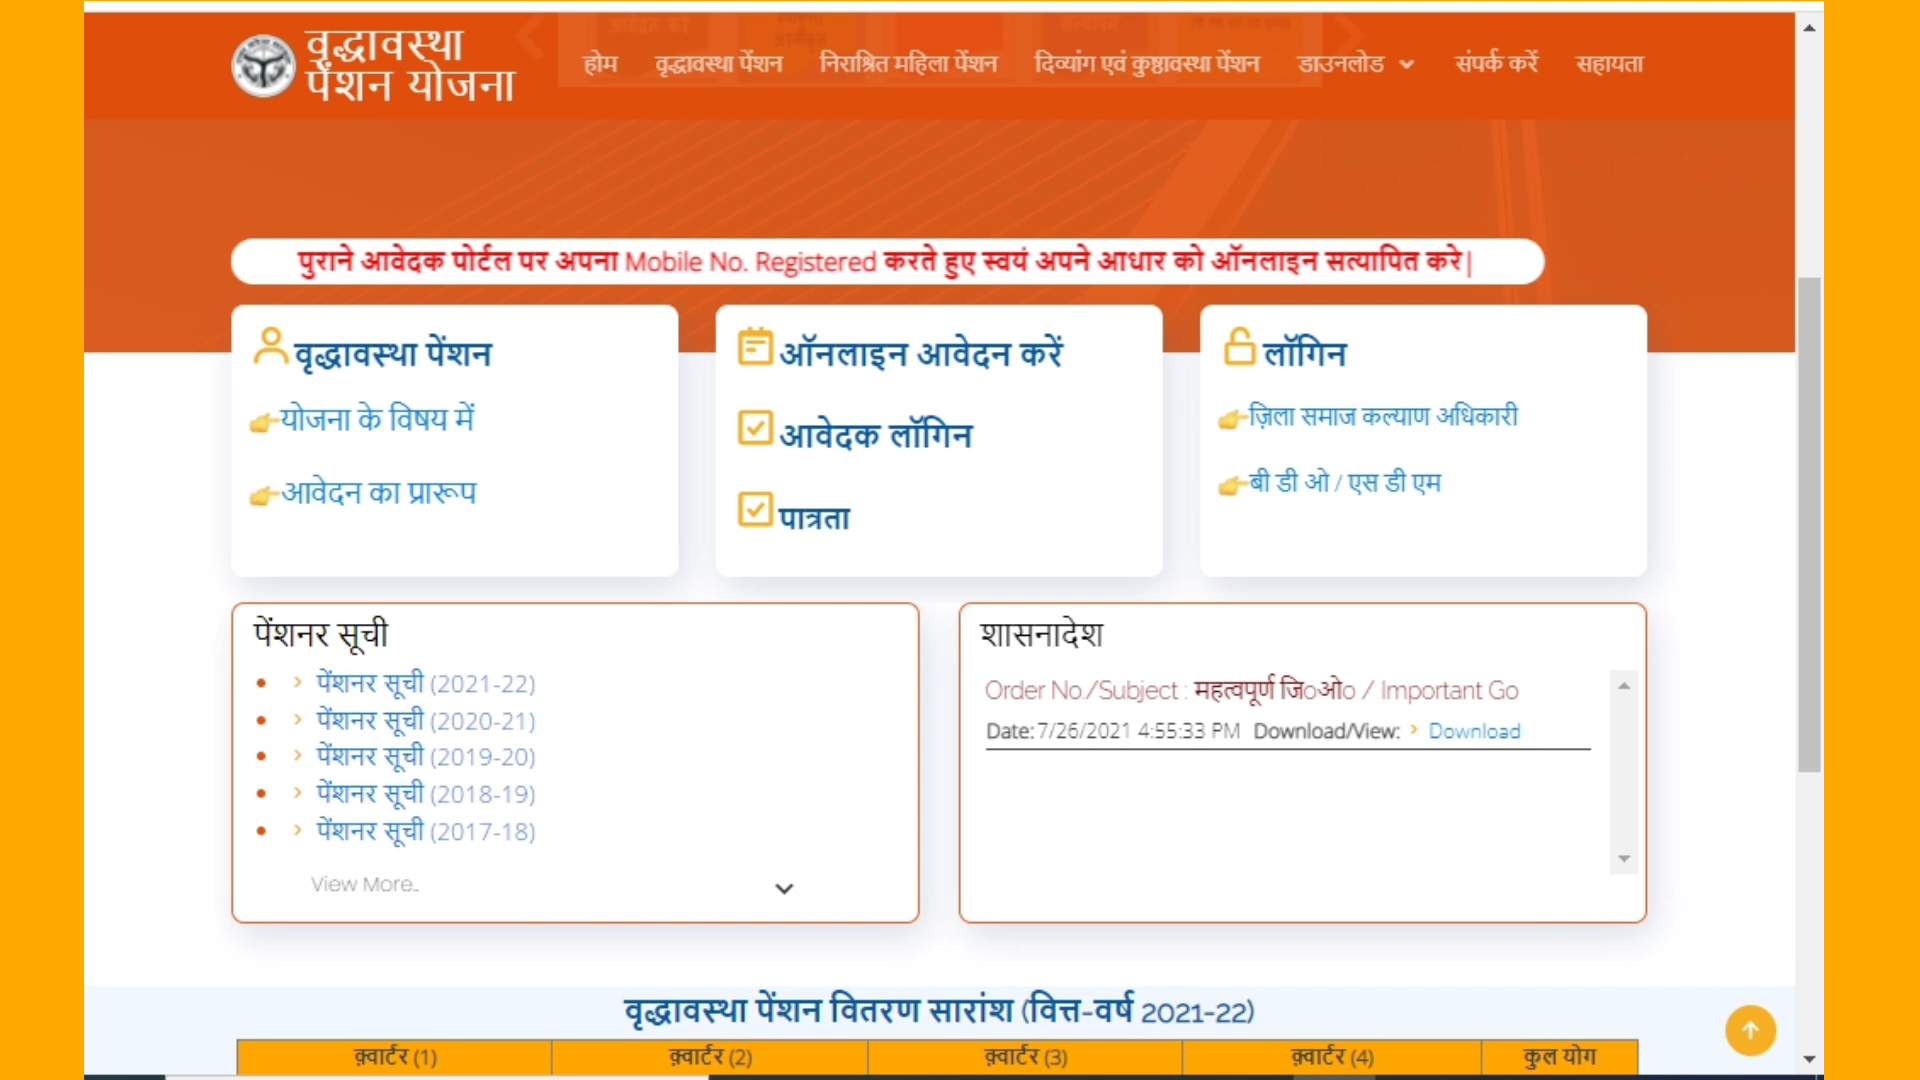 वृद्धावस्था
पेंशन योजना
होम वृद्धावस्था पेंशन निराश्रित महिला पेंशन दिव्यांग एवं कुष्ठावस्था पेंशन डाउनलोड संपर्क करें सहायता
पुराने आवेदक पोर्टल पर अपना Mobile No. Registered करते हुए स्वयं अपने आधार को ऑनलाइन सत्यापित करे|
वृद्धावस्था पेंशन
योजना के विषय में
आवेदन का प्रारूप
ऑनलाइन आवेदन करें
आवेदक लॉगिन
पात्रता
लॉगिन
ज़िला समाज कल्याण अधिकारी
बी डी ओ / एस डी एम
पेंशनर सूची
पेंशनर सूची (2021-22)
पेंशनर सूची (2020-21)
पेंशनर सूची (2019-20)
पेंशनर सूची (2018-19)
पेंशनर सूची (2017-18)
View More..
शासनादेश
Order No./Subject : महत्वपूर्ण जि०ओ० / Important Go
Date: 7/26/2021 4:55:33 PM Download/View: Download
वृद्धावस्था पेंशन वितरण सारांश (वित्त-वर्ष 2021-22)
क़्वार्टर (1) क़्वार्टर (2) क़्वार्टर (3) क़्वार्टर (4) कुल योग